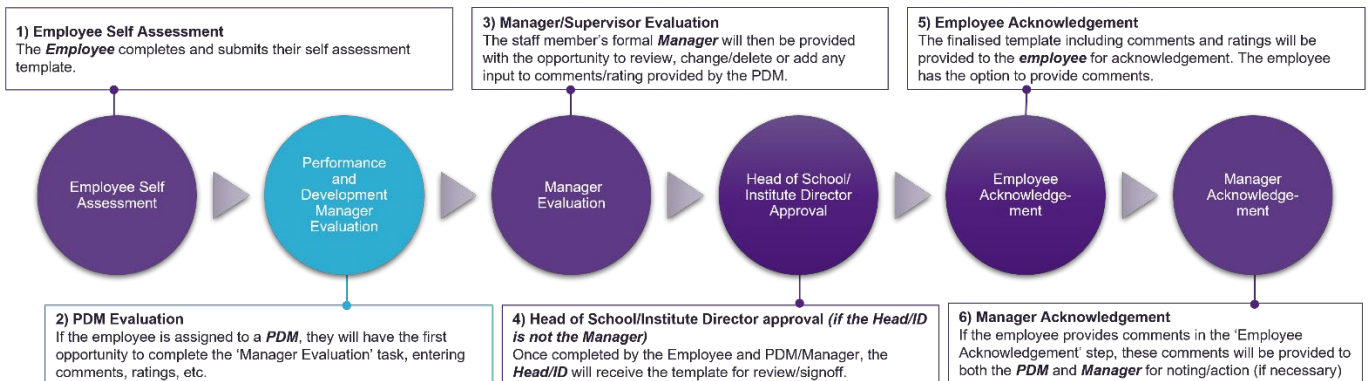 1) Employee Self Assessment
The Employee completes and submits their self assessment
template.
3) Manager/Supervisor Evaluation
The staff member's formal Manager will then be provided
with the opportunity to review, change/delete or add any
input to comments/rating provided by the PDM.
5) Employee Acknowledgement
The finalised template including comments and ratings will be
provided to the employee for acknowledgement. The employee
has the option to provide comments.
Employee Self
Assessment
Performance
and
Development
Manager
Evaluation
Manager
Evaluation
Head of School/
Institute Director
Approval
Employee
Acknowledge-
ment
Manager
Acknowledge-
ment
2) PDM Evaluation
If the employee is assigned to a PDM, they will have the first
opportunity to complete the 'Manager Evaluation' task, entering
comments, ratings, etc.
4) Head of School/Institute Director approval (if the Head/ID
is not the Manager)
Once completed by the Employee and PDM/Manager, the
Head/ID will receive the template for review/signoff.
6) Manager Acknowledgement
If the employee provides comments in the 'Employee
Acknowledgement' step, these comments will be provided to
both the PDM and Manager for noting/action (if necessary)